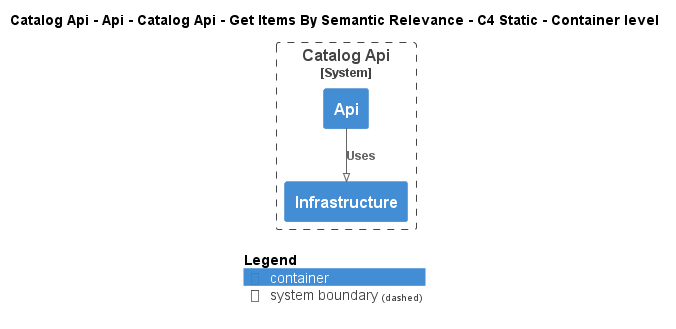 Catalog Api - Api - Catalog Api - Get Items By Semantic Relevance - C4 Static - Container level
Catalog Api
[System]
Api
Uses
Infrastructure
Legend
container
system boundary (dashed)